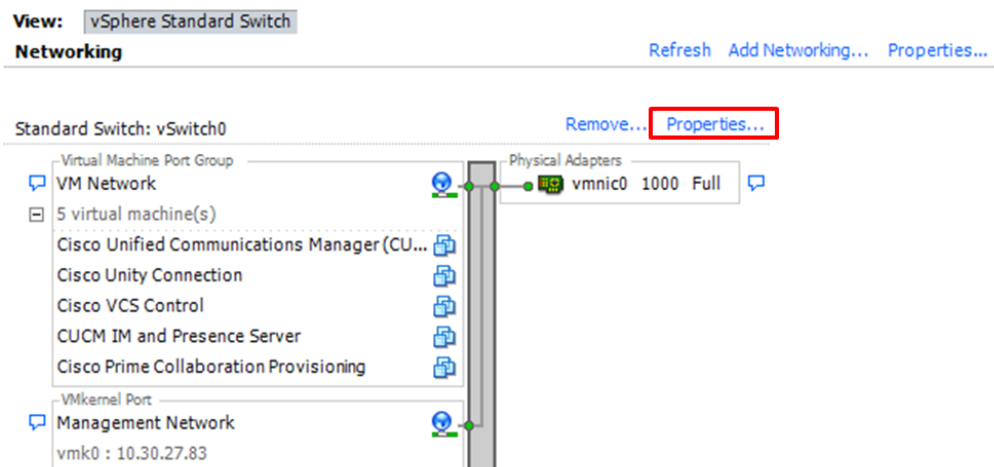 View: vSphere Standard Switch
Networking Refresh Add Networking... Properties...
Standard Switch: vSwitch0 Remove... Properties...
Virtual Machine Port Group Physical Adapters
VM Network vmnic0 1000 Full
5 virtual machine(s)
Cisco Unified Communications Manager (CU...
Cisco Unity Connection
Cisco VCS Control
CUCM IM and Presence Server
Cisco Prime Collaboration Provisioning
VMkernel Port
Management Network
vmk0 : 10.30.27.83